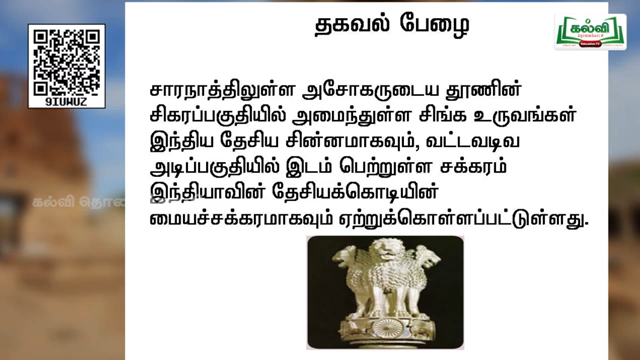 தகவல் பேழை
கல்வி
9IUWUZ
சாரநாத்திலுள்ள அசோகருடைய தூணின்
சிகரப்பகுதியில் அமைந்துள்ள சிங்க உருவங்கள்
இந்திய தேசிய சின்னமாகவும், வட்டவடிவ
அடிப்பகுதியில் இடம் பெற்றுள்ள சக்கரம்
இந்தியாவின் தேசியக்கொடியின்
மையச்சக்கரமாகவும் ஏற்றுக்கொள்ளப்பட்டுள்ளது.